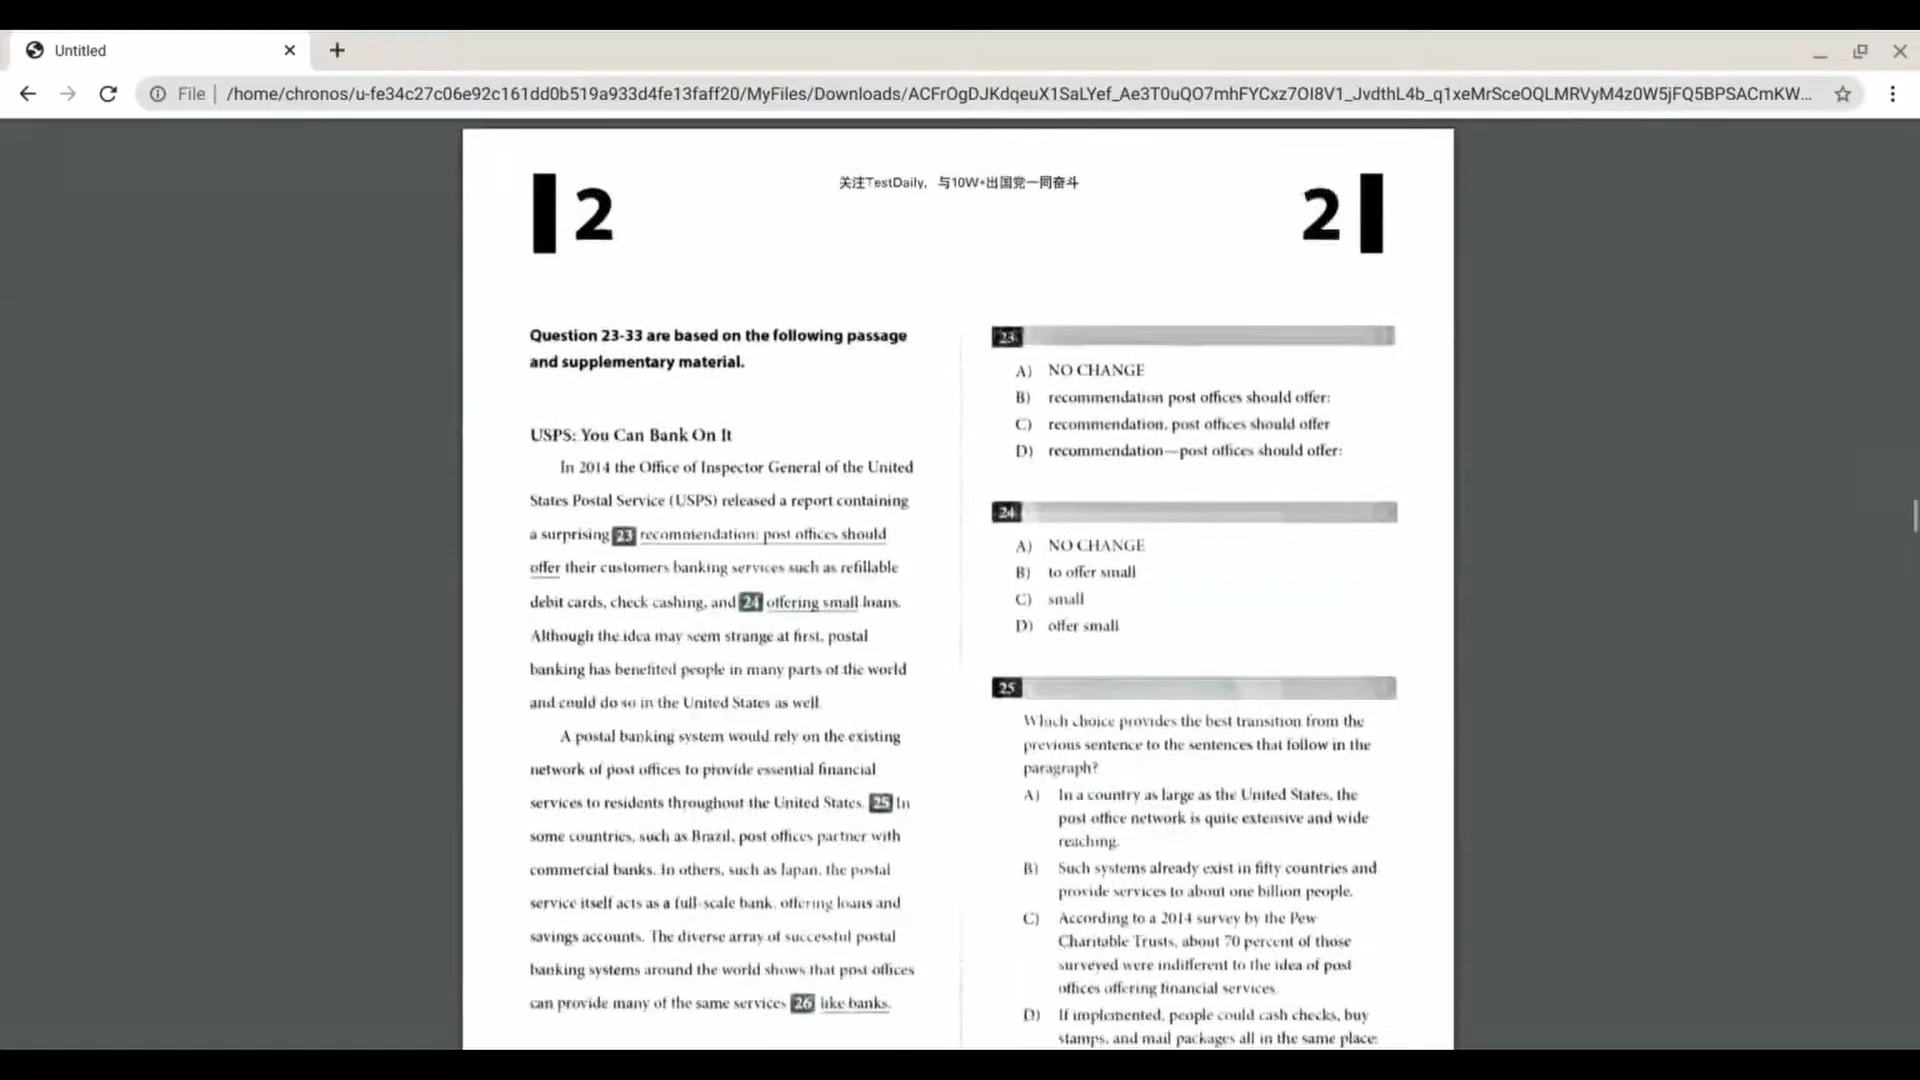 Untitled
File | /home/chronos/u-fe34c27c06e92c161dd0b519a933d4fe13faff20/MyFiles/Downloads/ACFrOgDJKdqeuX1SaLYef_Ae3T0uQO7mhFYCxz7OI8V1_JvdthL4b_q1xeMrSceOQLMRVyM4z0W5jFQ5BPSACmKW...
2
关注TestDaily, 与10W+出国党一同奋斗
2
Question 23-33 are based on the following passage
and supplementary material.
USPS: You Can Bank On It
In 2014 the Office of Inspector General of the United
States Postal Service (USPS) released a report containing
a surprising 23 recommendation: post offices should
offer their customers banking services such as refillable
debit cards, check cashing, and 24 offering small loans.
Although the idea may seem strange at first, postal
banking has benefited people in many parts of the world
and could do so in the United States as well.
A postal banking system would rely on the existing
network of post offices to provide essential financial
services to residents throughout the United States. 25 In
some countries, such as Brazil, post offices partner with
commercial banks. In others, such as Japan, the postal
service itself acts as a full-scale bank, offering loans and
savings accounts. The diverse array of successful postal
banking systems around the world shows that post offices
can provide many of the same services 26 like banks.
23
A) NO CHANGE
B) recommendation post offices should offer:
C) recommendation, post offices should offer
D) recommendation—post offices should offer:
24
A) NO CHANGE
B) to offer small
C) small
D) offer small
25
Which choice provides the best transition from the
previous sentence to the sentences that follow in the
paragraph?
A) In a country as large as the United States, the
post office network is quite extensive and wide
reaching.
B) Such systems already exist in fifty countries and
provide services to about one billion people.
C) According to a 2014 survey by the Pew
Charitable Trusts, about 70 percent of those
surveyed were indifferent to the idea of post
offices offering financial services.
D) If implemented, people could cash checks, buy
stamps, and mail packages all in the same place.